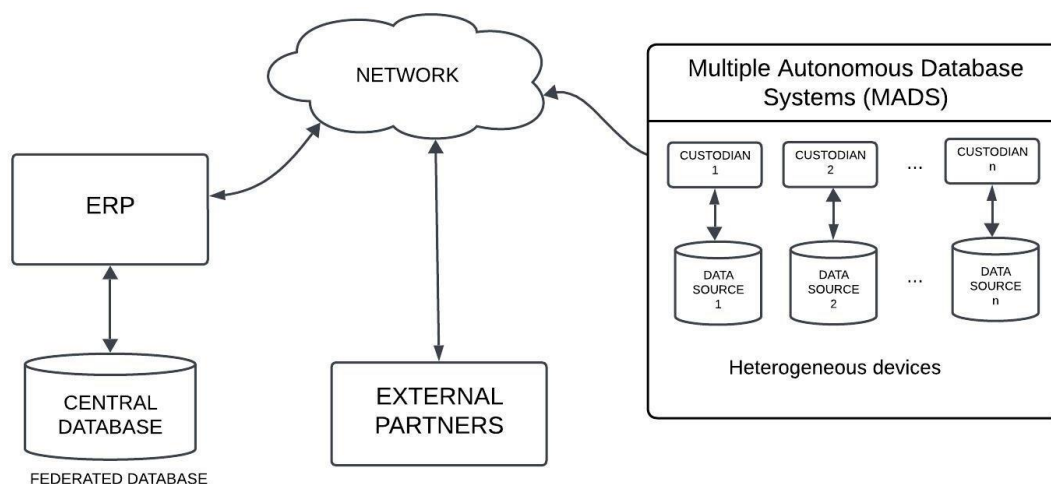 NETWORK
Multiple Autonomous Database
Systems (MADS)
CUSTODIAN
1
CUSTODIAN
2
...
CUSTODIAN
n
ERP
DATA
SOURCE
1
DATA
SOURCE
2
...
DATA
SOURCE
n
Heterogeneous devices
CENTRAL
DATABASE
EXTERNAL
PARTNERS
FEDERATED DATABASE